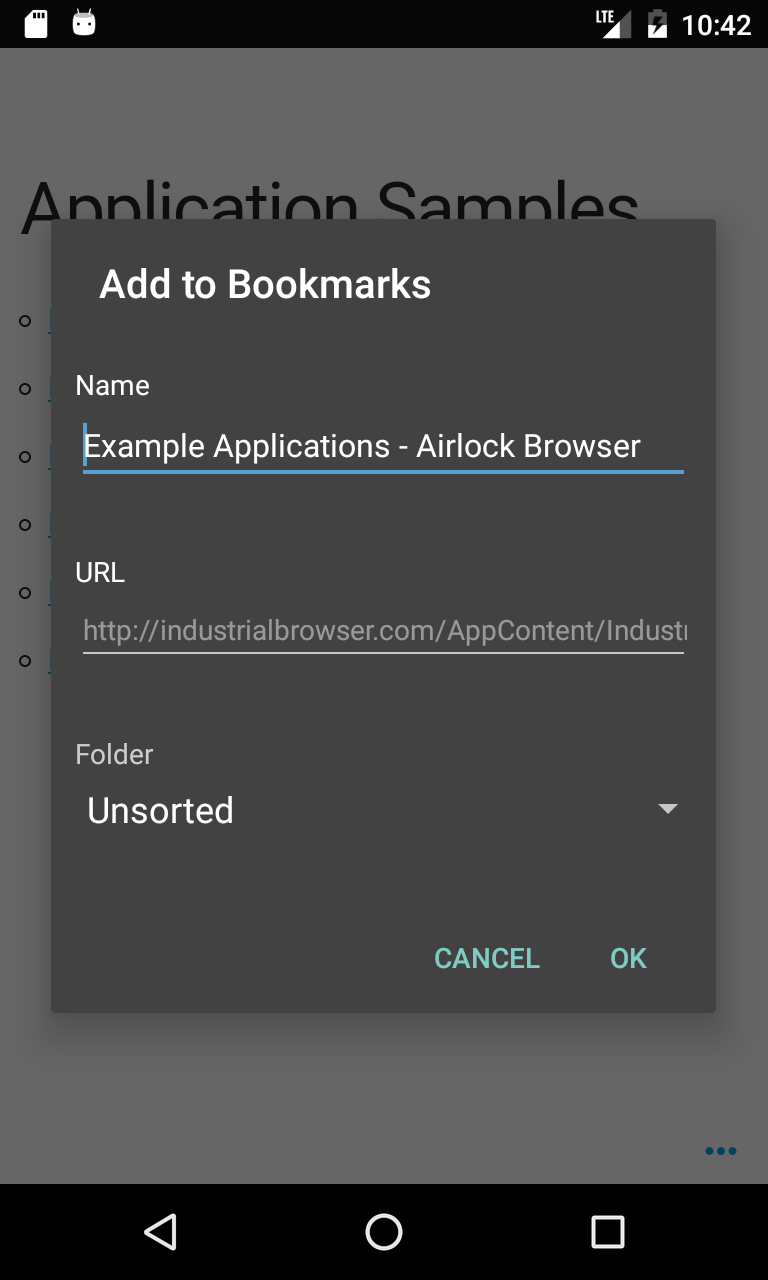 LTE 10:42
Application Samples
Add to Bookmarks
Name
Example Applications - Airlock Browser
URL
http://industrialbrowser.com/AppContent/Industr
Folder
Unsorted
CANCEL OK